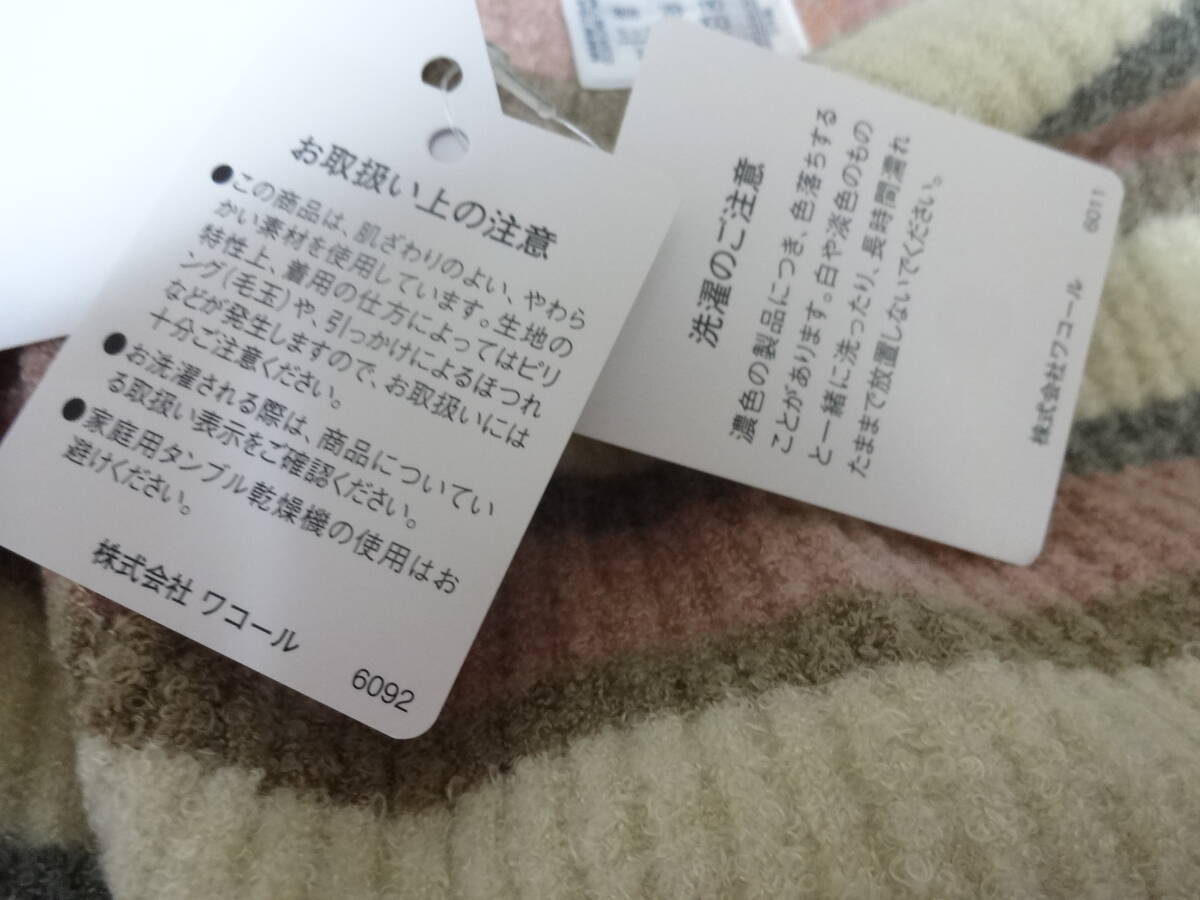 お取扱い上の注意
●この商品は、肌ざわりのよい、やわら
かい素材を使用しています。生地の
特性上、着用の仕方によってはピリ
ング(毛玉)や、引っかけによるほつれ
などが発生しますので、お取扱いには
十分ご注意ください。
●お洗濯される際は、商品についてい
る取扱い表示をご確認ください。
●家庭用タンブル乾燥機の使用はお
避けください。
株式会社 ワコール
6092
洗濯のご注意
濃色の製品につき、色落ちする
ことがあります。白や淡色のもの
と一緒に洗ったり、長時間濡れ
たままで放置しないでください。
株式会社ワコール
6011